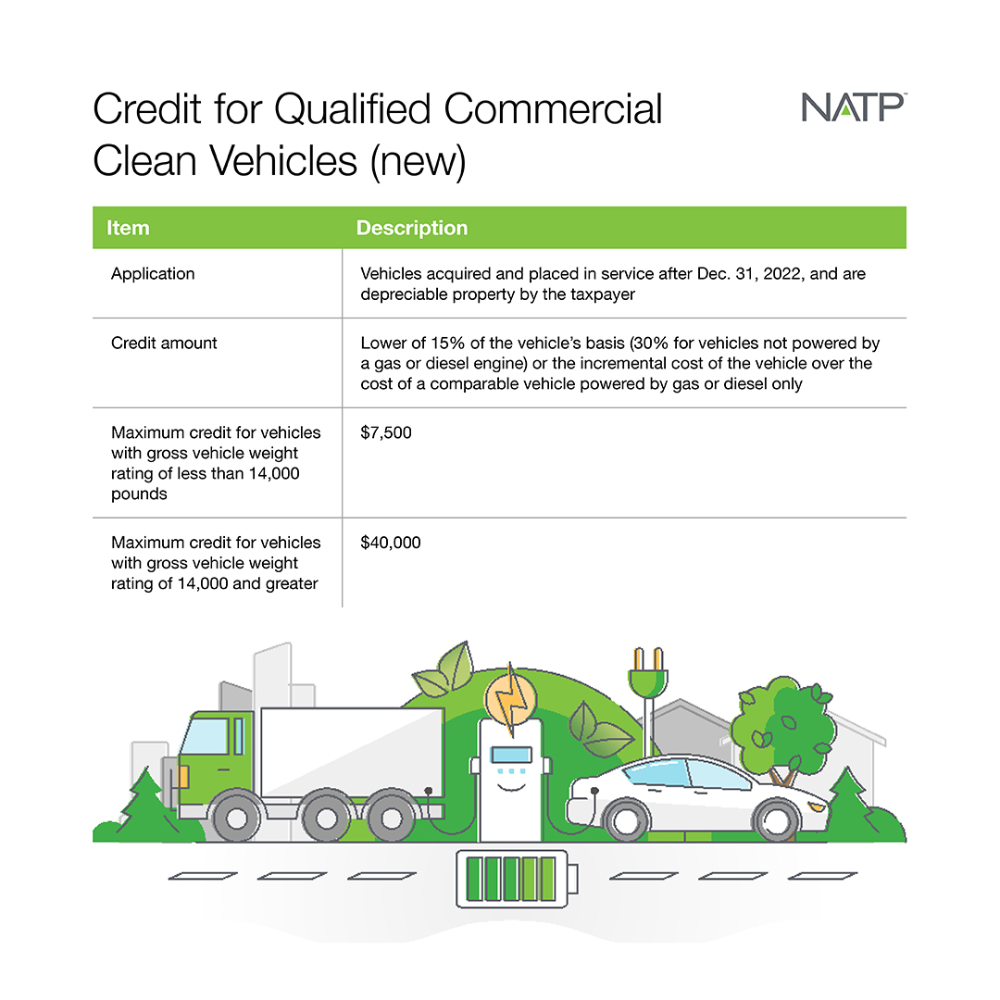 Credit for Qualified Commercial
Clean Vehicles (new)
NATP™
Item
Description
Application
Vehicles acquired and placed in service after Dec. 31, 2022, and are
depreciable property by the taxpayer
Credit amount
Lower of 15% of the vehicle’s basis (30% for vehicles not powered by
a gas or diesel engine) or the incremental cost of the vehicle over the
cost of a comparable vehicle powered by gas or diesel only
Maximum credit for vehicles
with gross vehicle weight
rating of less than 14,000
pounds
$7,500
Maximum credit for vehicles
with gross vehicle weight
rating of 14,000 and greater
$40,000